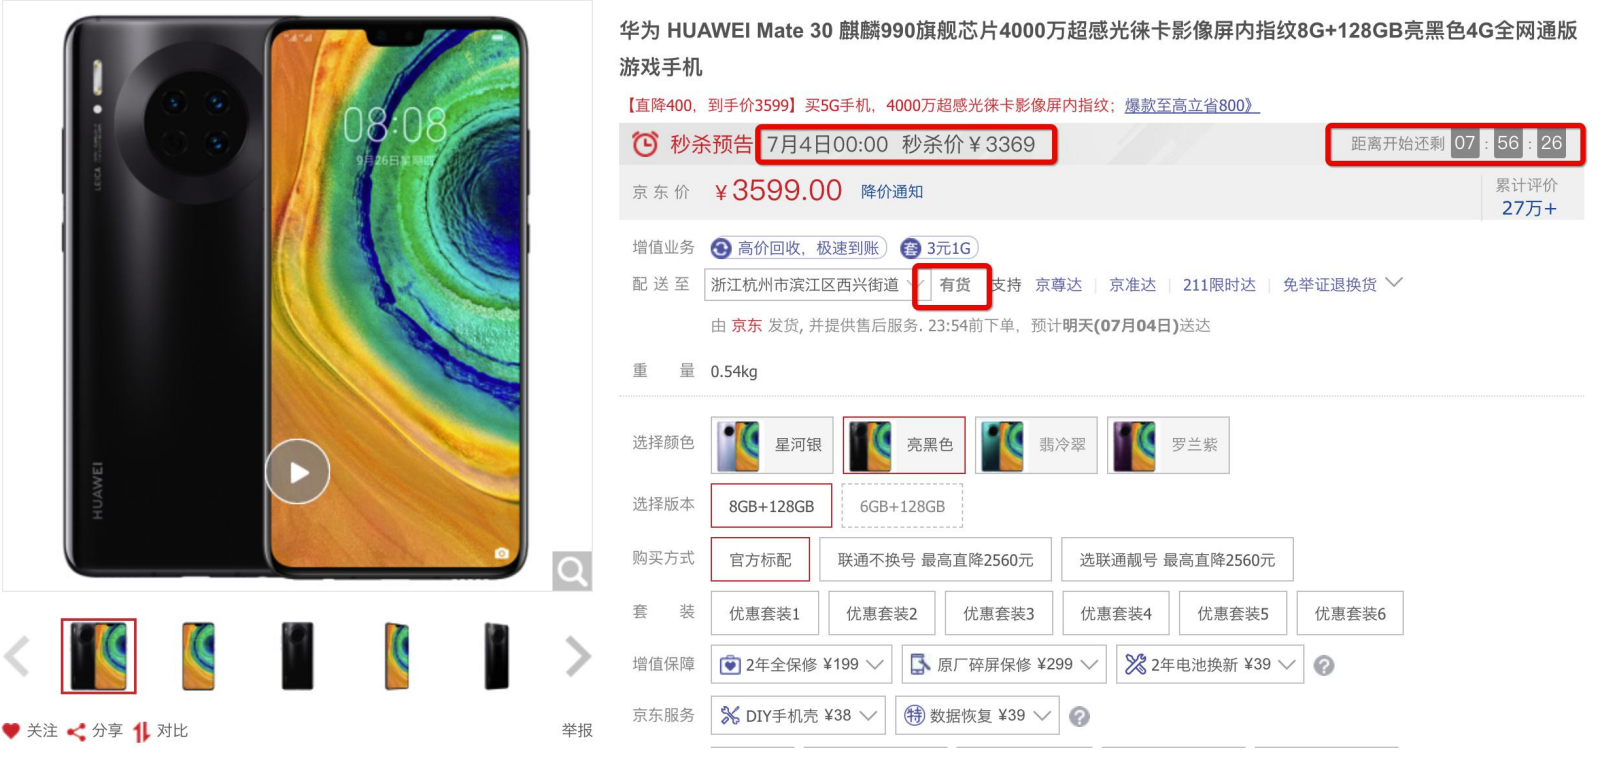 华为 HUAWEI Mate 30 麒麟990旗舰芯片4000万超感光徕卡影像屏内指纹8G+128GB亮黑色4G全网通版
游戏手机
【直降400，到手价3599】买5G手机，4000万超感光徕卡影像屏内指纹；爆款至高立省800》
秒杀预告 7月4日00:00 秒杀价￥3369 距离开始还剩 07 : 56 : 26
京东价 ￥3599.00 降价通知
累计评价
27万+
增值业务 高价回收，极速到账 套 3元1G
配送至 浙江杭州市滨江区西兴街道 有货 支持 京尊达 京准达 211限时达 免举证退换货
由 京东 发货, 并提供售后服务. 23:54前下单，预计明天(07月04日)送达
重量 0.54kg
选择颜色 星河银 亮黑色 翡冷翠 罗兰紫
选择版本 8GB+128GB 6GB+128GB
购买方式 官方标配 联通不换号 最高直降2560元 选联通靓号 最高直降2560元
套装 优惠套装1 优惠套装2 优惠套装3 优惠套装4 优惠套装5 优惠套装6
增值保障 2年全保修 ¥199 原厂碎屏保修 ¥299 2年电池换新 ¥39 ?
京东服务 DIY手机壳 ¥38 特 数据恢复 ¥39 ?
08:08
9月26日星期四
LEICA
HUAWEI
关注 分享 对比 举报